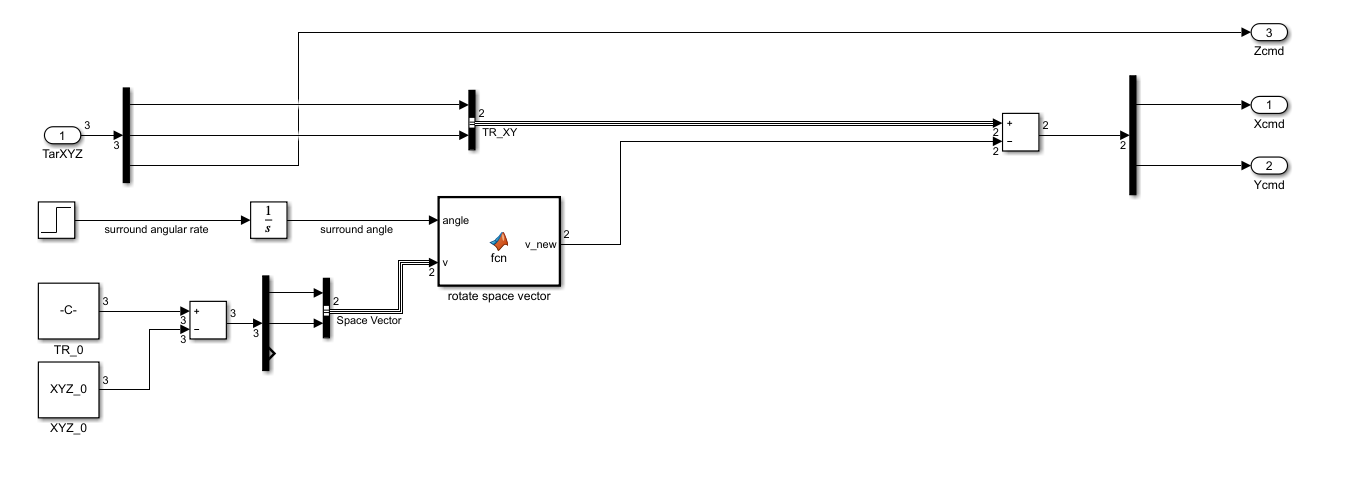 3
Zcmd
3
1
TarXYZ
3
2
TR_XY
+
2
−
2
2
2
1
Xcmd
2
Ycmd
surround angular rate
1
s
surround angle
angle
v
2
fcn
v_new
2
rotate space vector
-C-
3
TR_0
+
3
−
3
3
3
2
Space Vector
XYZ_0
3
XYZ_0